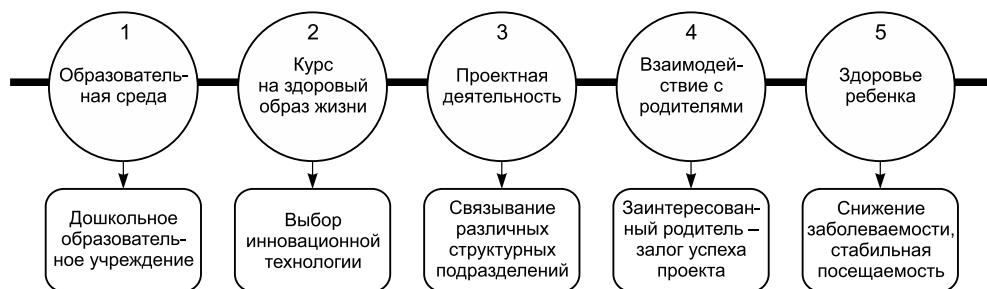 1
Образователь-
ная среда
2
Курс
на здоровый
образ жизни
3
Проектная
деятельность
4
Взаимодей-
ствие с
родителями
5
Здоровье
ребенка
Дошкольное
образователь-
ное учреждение
Выбор
инновационной
технологии
Связывание
различных
структурных
подразделений
Заинтересован-
ный родитель –
залог успеха
проекта
Снижение
заболеваемости,
стабильная
посещаемость